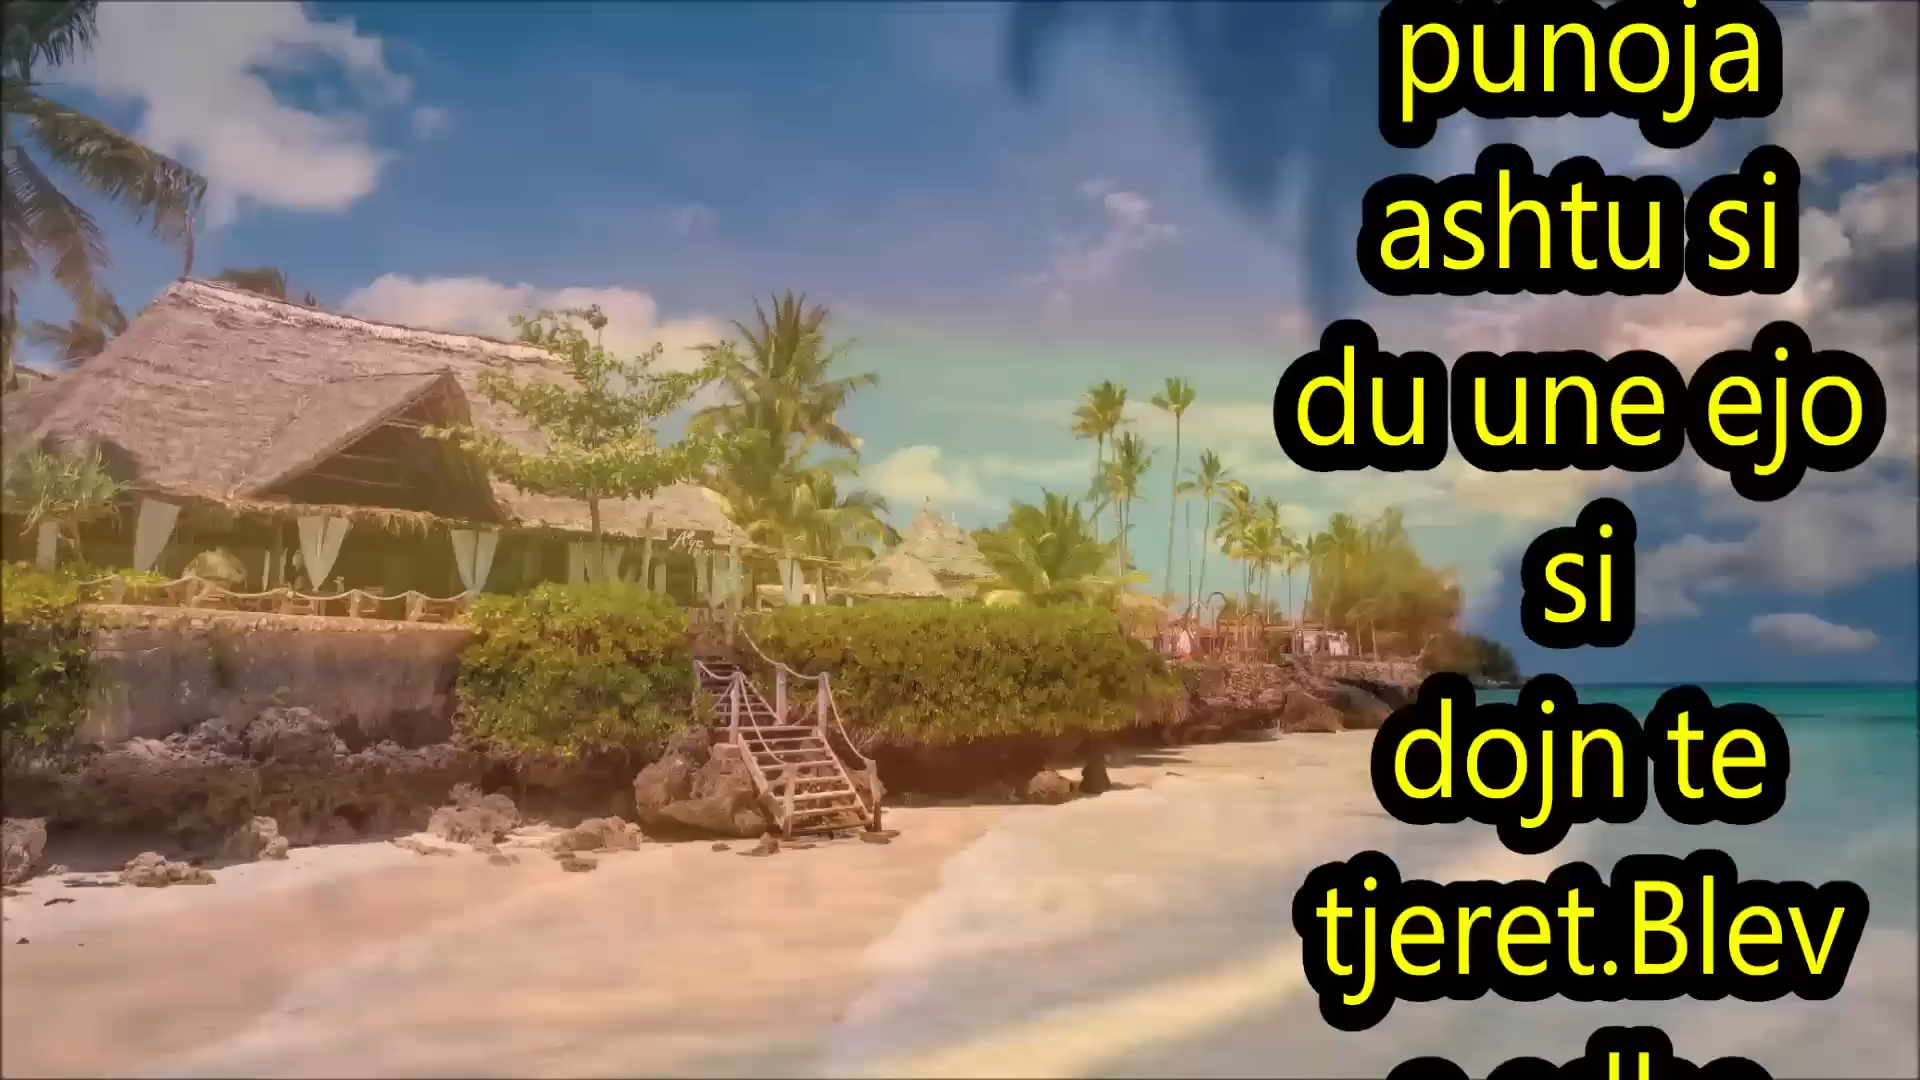 punoja
ashtu si
du une ejo
si
dojn te
tjeret.Blev